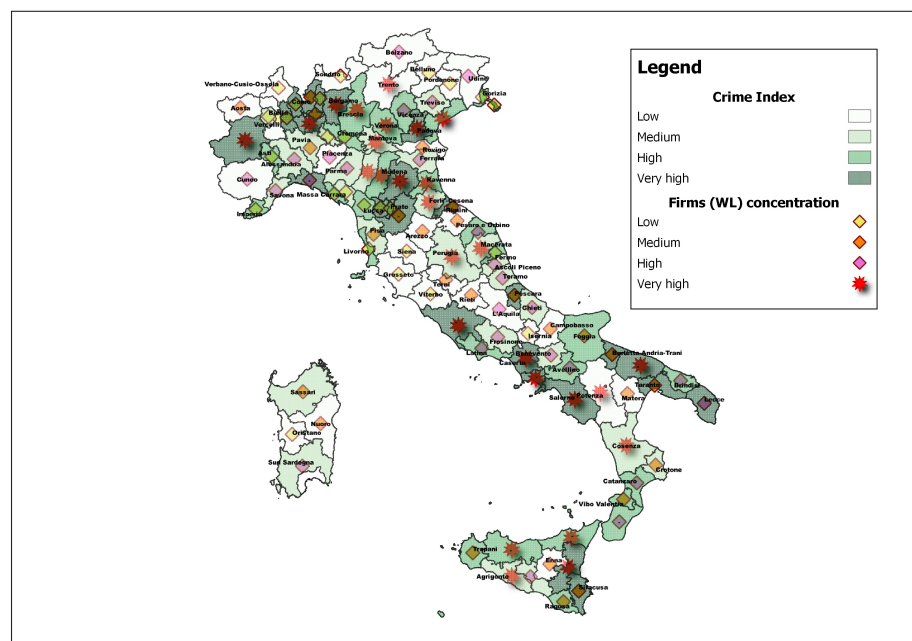 Legend
Crime Index
Low
Medium
High
Very high
Firms (WL) concentration
Low
Medium
High
Very high
Bolzano
Sondrio
Belluno
Pordenone
Udine
Verbano-Cusio-Ossola
Trento
Gorizia
Aosta
Como
Bergamo
Brescia
Treviso
Vicenza
Vercelli
Verona
Padova
Pavia
Cremona
Mantova
Rovigo
Asti
Alessandria
Piacenza
Ferrara
Parma
Modena
Cuneo
Savona
Massa Carrara
Ravenna
Imperia
Lucca
Prato
Forlì-Cesena
Rimini
Pisa
Arezzo
Pesaro e Urbino
Livorno
Siena
Perugia
Macerata
Fermo
Ascoli Piceno
Grosseto
Terni
Teramo
Viterbo
Rieti
Pescara
L'Aquila
Chieti
Frosinone
Isernia
Campobasso
Latina
Foggia
Benevento
Caserta
Avellino
Barletta-Andria-Trani
Salerno
Potenza
Matera
Taranto
Brindisi
Lecce
Sassari
Nuoro
Oristano
Sud Sardegna
Cosenza
Crotone
Catanzaro
Vibo Valentia
Trapani
Enna
Agrigento
Siracusa
Ragusa